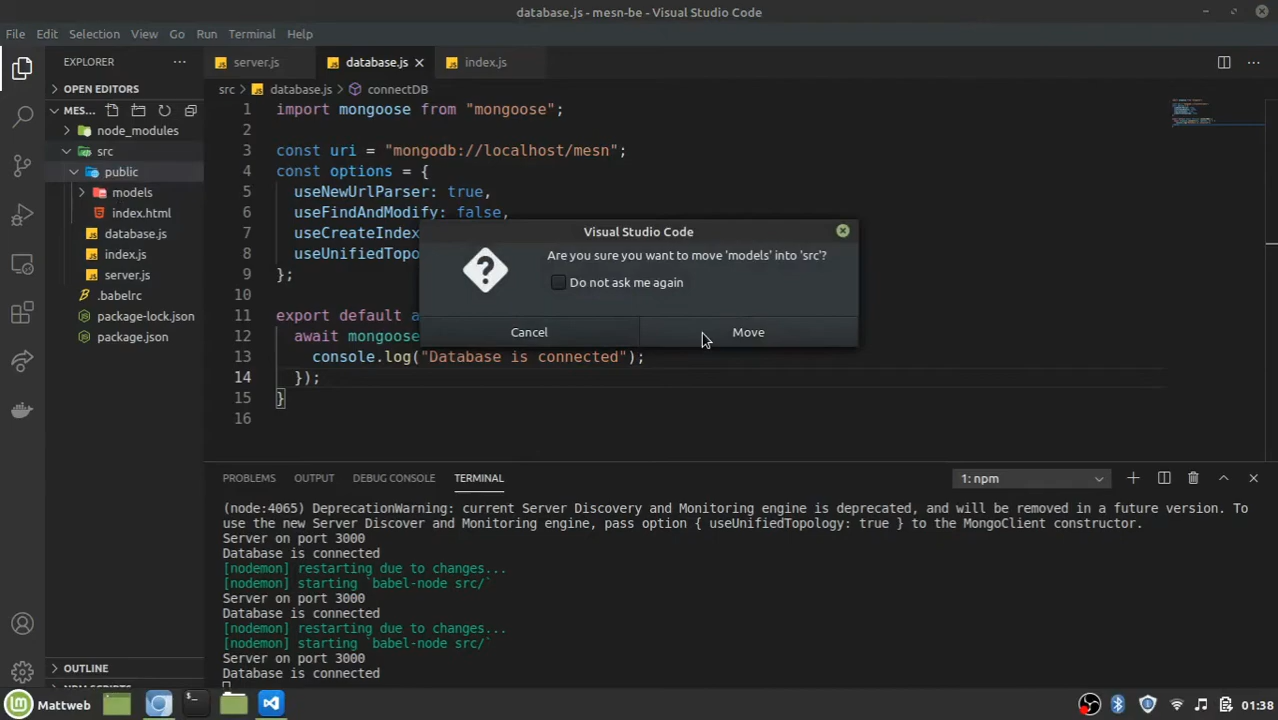 database.js - mesn-be - Visual Studio Code
File Edit Selection View Go Run Terminal Help
EXPLORER
server.js
database.js
index.js
OPEN EDITORS
MES...
node_modules
src
public
models
index.html
database.js
index.js
server.js
.babelrc
package-lock.json
package.json
OUTLINE
src > database.js > connectDB
1 import mongoose from "mongoose";
2
3 const uri = "mongodb://localhost/mesn";
4 const options = {
5 useNewUrlParser: true,
6 useFindAndModify: false,
7 useCreateIndex
8 useUnifiedTopo
9 };
10
11 export default a
12 await mongoose
13 console.log("Database is connected");
14 });
15 }
16
Visual Studio Code
Are you sure you want to move 'models' into 'src'?
Do not ask me again
Cancel
Move
PROBLEMS OUTPUT DEBUG CONSOLE TERMINAL
1: npm
(node:4065) DeprecationWarning: current Server Discovery and Monitoring engine is deprecated, and will be removed in a future version. To
use the new Server Discover and Monitoring engine, pass option { useUnifiedTopology: true } to the MongoClient constructor.
Server on port 3000
Database is connected
[nodemon] restarting due to changes...
[nodemon] starting `babel-node src/`
Server on port 3000
Database is connected
[nodemon] restarting due to changes...
[nodemon] starting `babel-node src/`
Server on port 3000
Database is connected
Mattweb
01:38